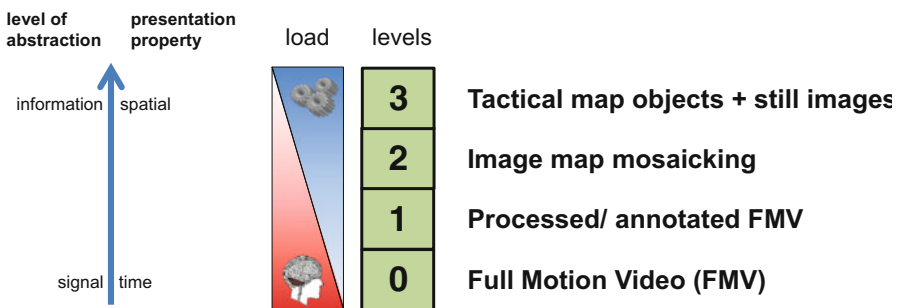 level of abstraction
presentation property
load
levels
information
spatial
3
Tactical map objects + still images
2
Image map mosaicking
1
Processed/ annotated FMV
signal
time
0
Full Motion Video (FMV)